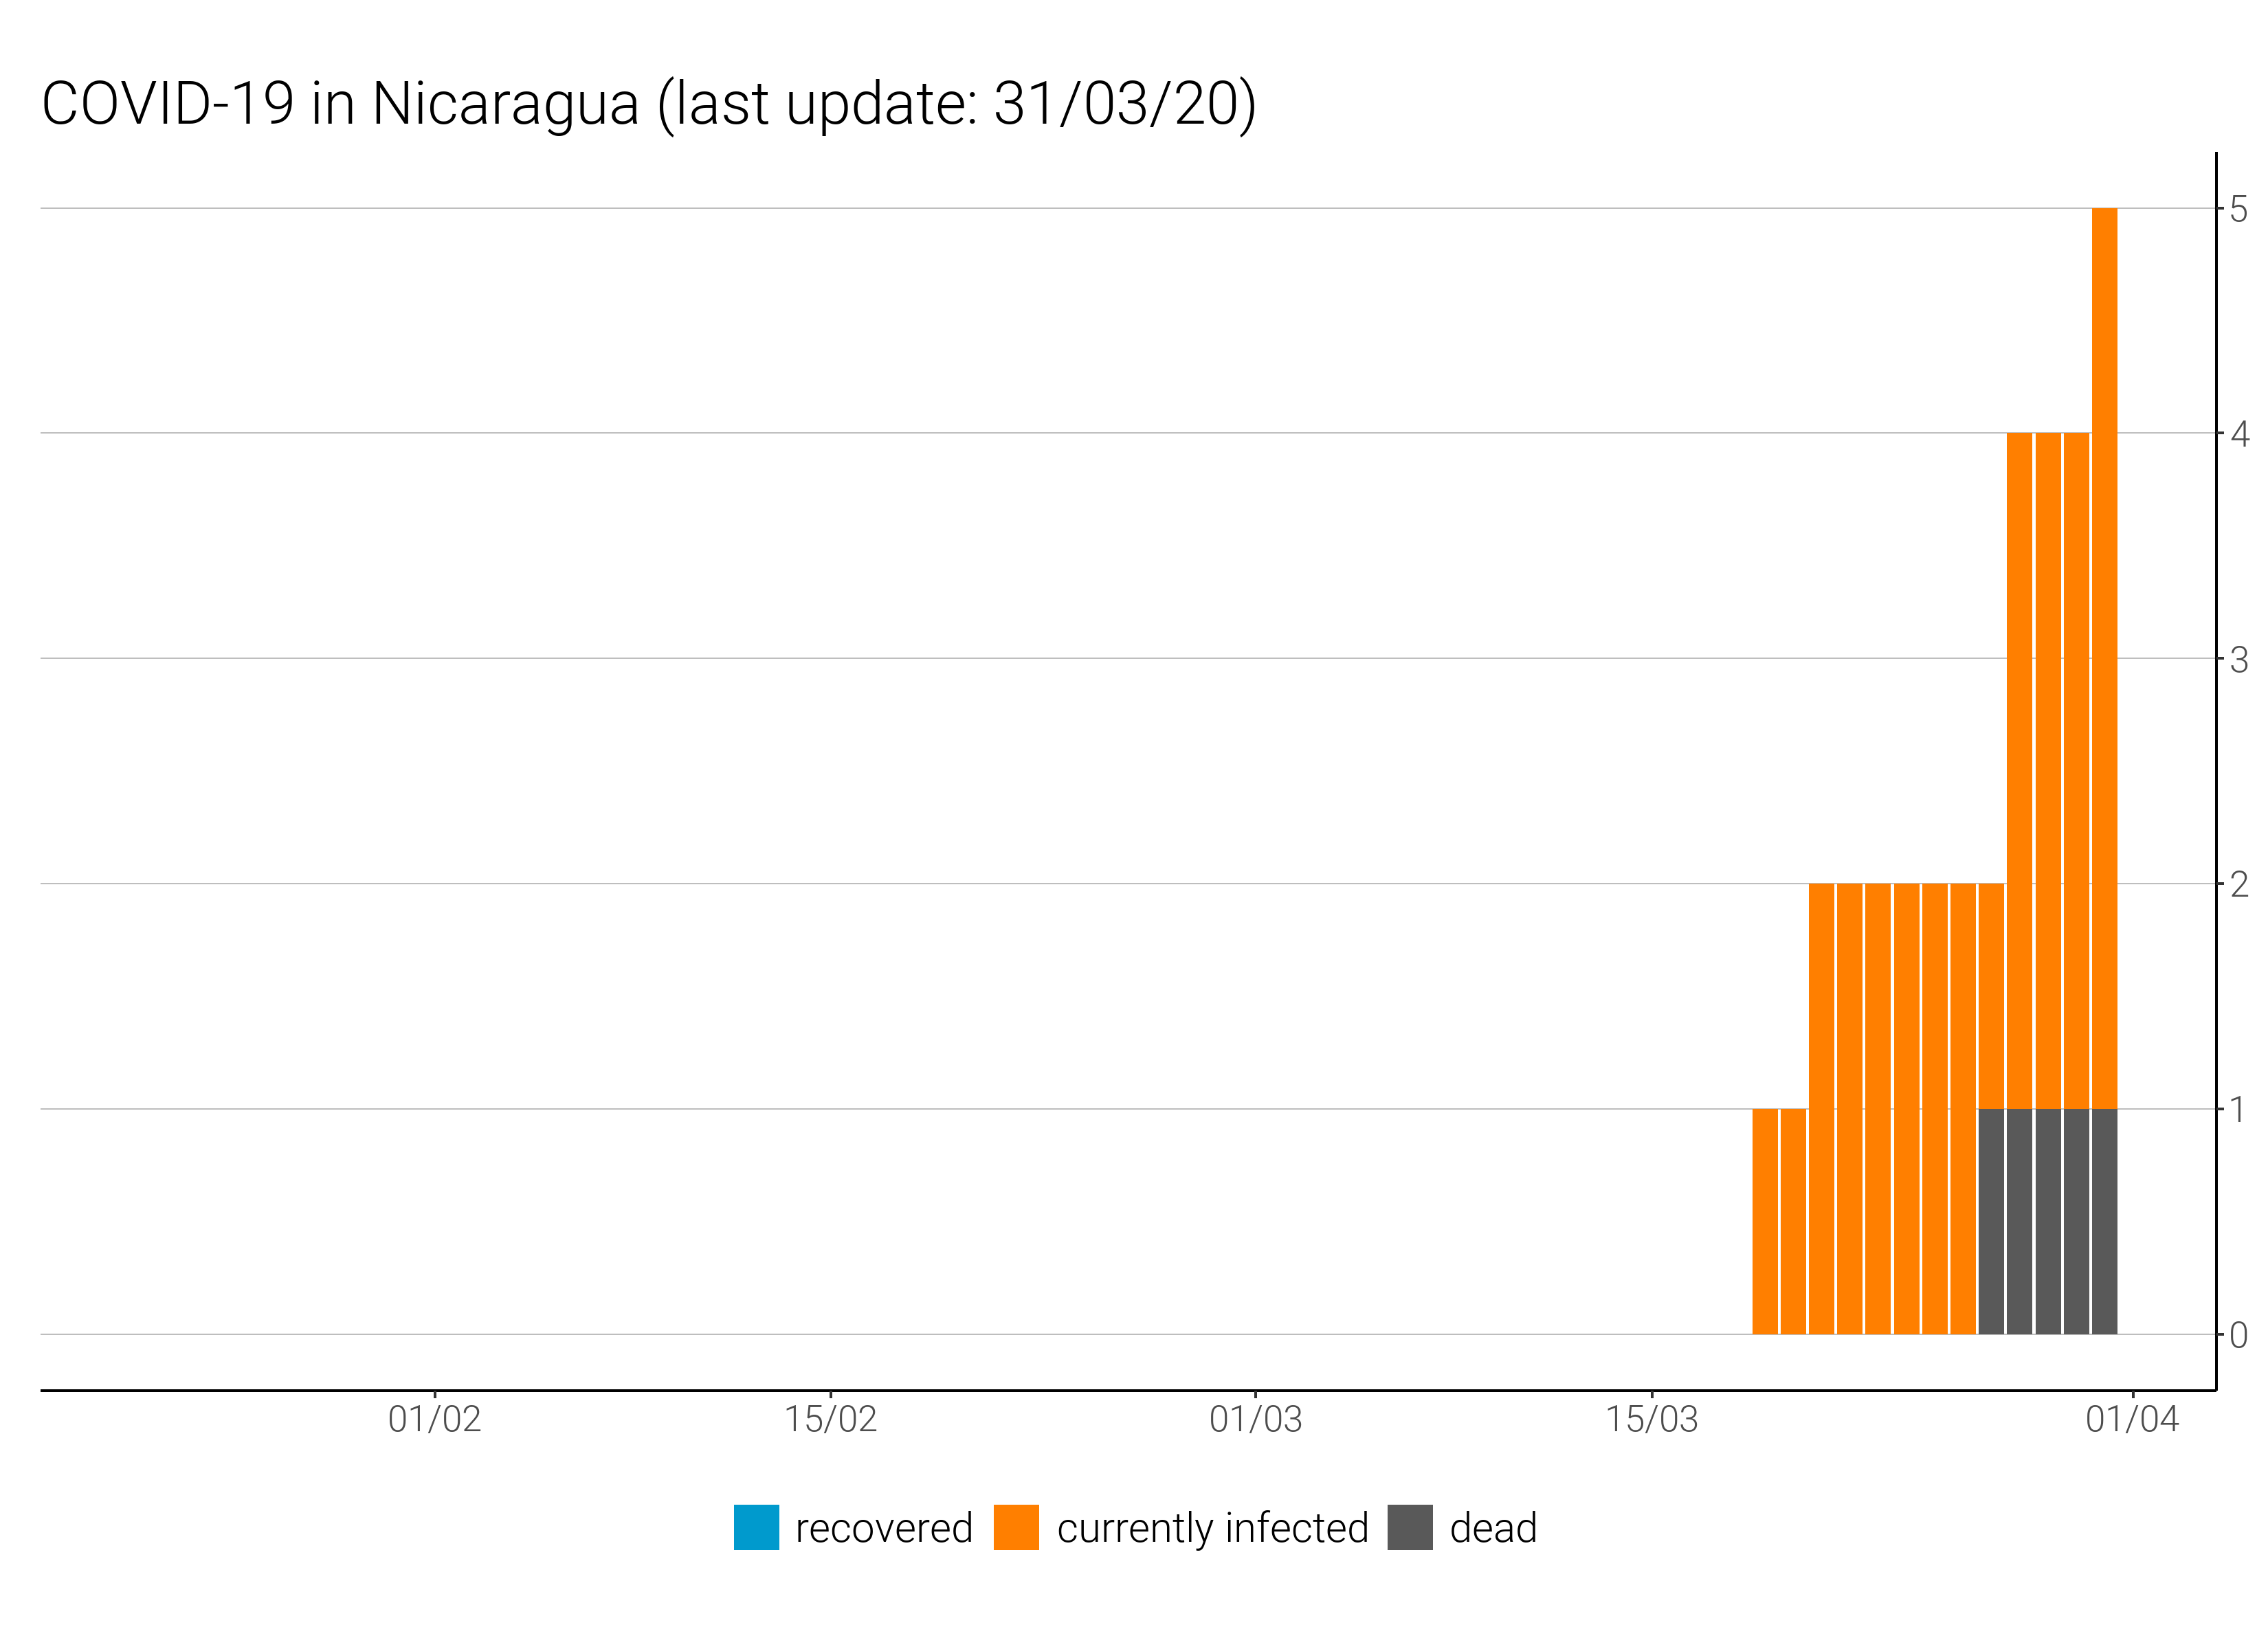 COVID-19 in Nicaragua (last update: 31/03/20)
5
4
3
2
1
0
01/02 15/02 01/03 15/03 01/04
recovered currently infected dead